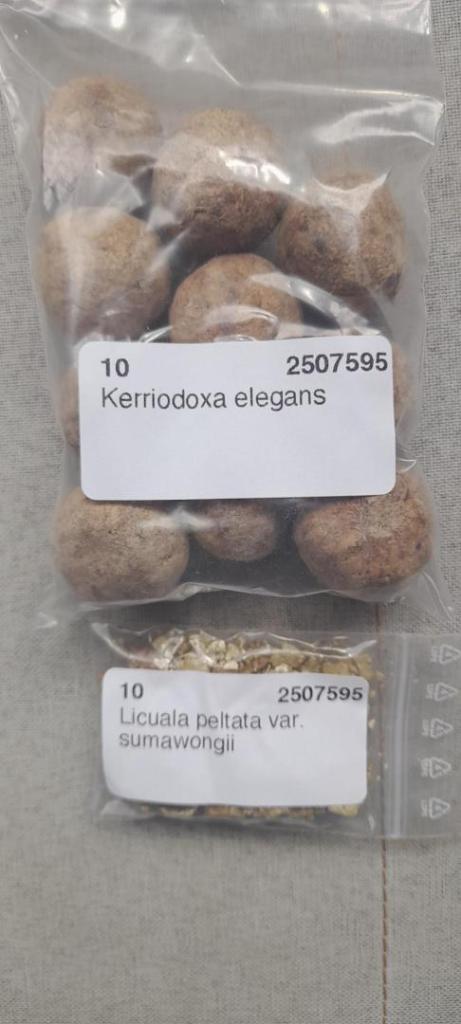 10 2507595
Kerriodoxa elegans
10 2507595
Licuala peltata var.
sumawongii